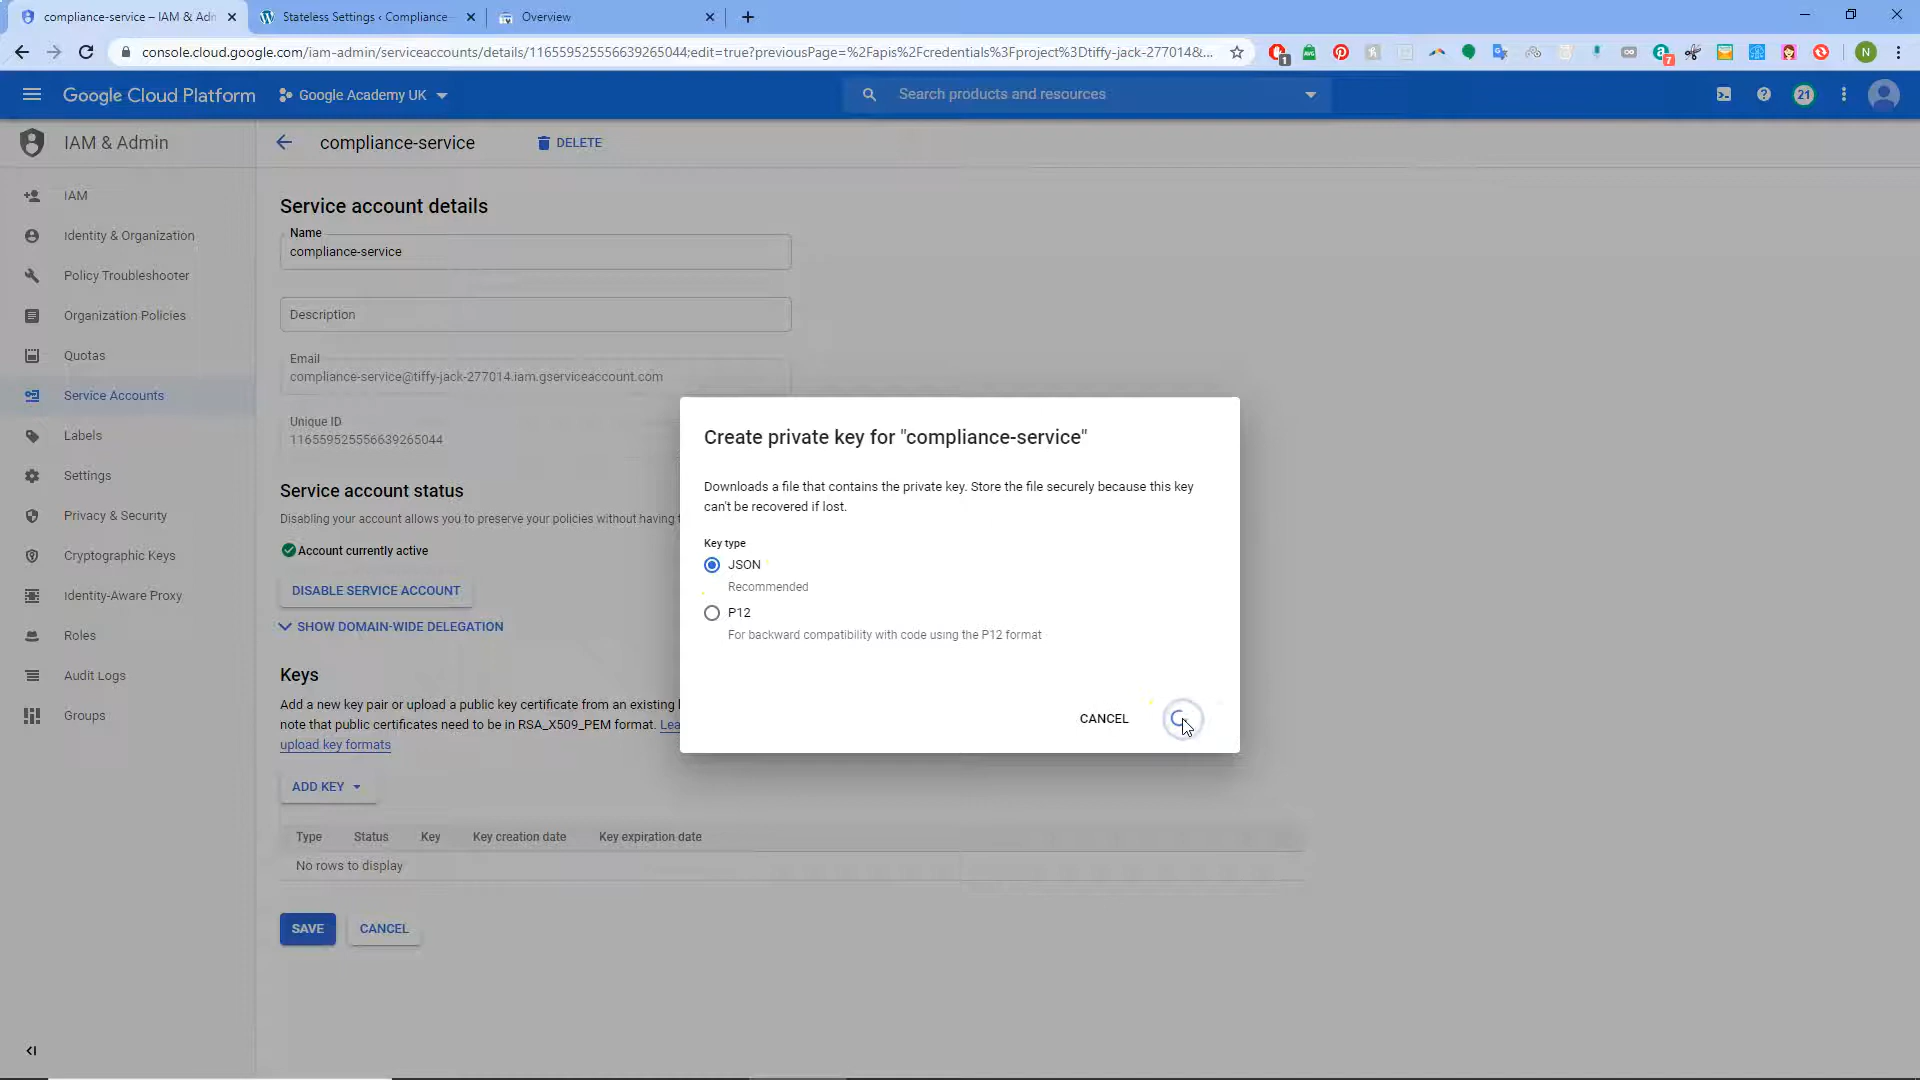 compliance-service – IAM & Adn
Stateless Settings ‹ Compliance
Overview
console.cloud.google.com/iam-admin/serviceaccounts/details/116559525556639265044;edit=true?previousPage=%2Fapis%2Fcredentials%3Fproject%3Dtiffy-jack-277014&...
1
7
N
Google Cloud Platform
Google Academy UK
Search products and resources
21
IAM & Admin
compliance-service
DELETE
IAM
Identity & Organization
Policy Troubleshooter
Organization Policies
Quotas
Service Accounts
Labels
Settings
Privacy & Security
Cryptographic Keys
Identity-Aware Proxy
Roles
Audit Logs
Groups
Service account details
Name
compliance-service
Description
Email
compliance-service@tiffy-jack-277014.iam.gserviceaccount.com
Unique ID
116559525556639265044
Service account status
Disabling your account allows you to preserve your policies without having
Account currently active
DISABLE SERVICE ACCOUNT
SHOW DOMAIN-WIDE DELEGATION
Keys
Add a new key pair or upload a public key certificate from an existing
note that public certificates need to be in RSA_X509_PEM format. Lea
upload key formats
ADD KEY
Type Status Key Key creation date Key expiration date
No rows to display
SAVE
CANCEL
Create private key for "compliance-service"
Downloads a file that contains the private key. Store the file securely because this key
can't be recovered if lost.
Key type
JSON
Recommended
P12
For backward compatibility with code using the P12 format
CANCEL